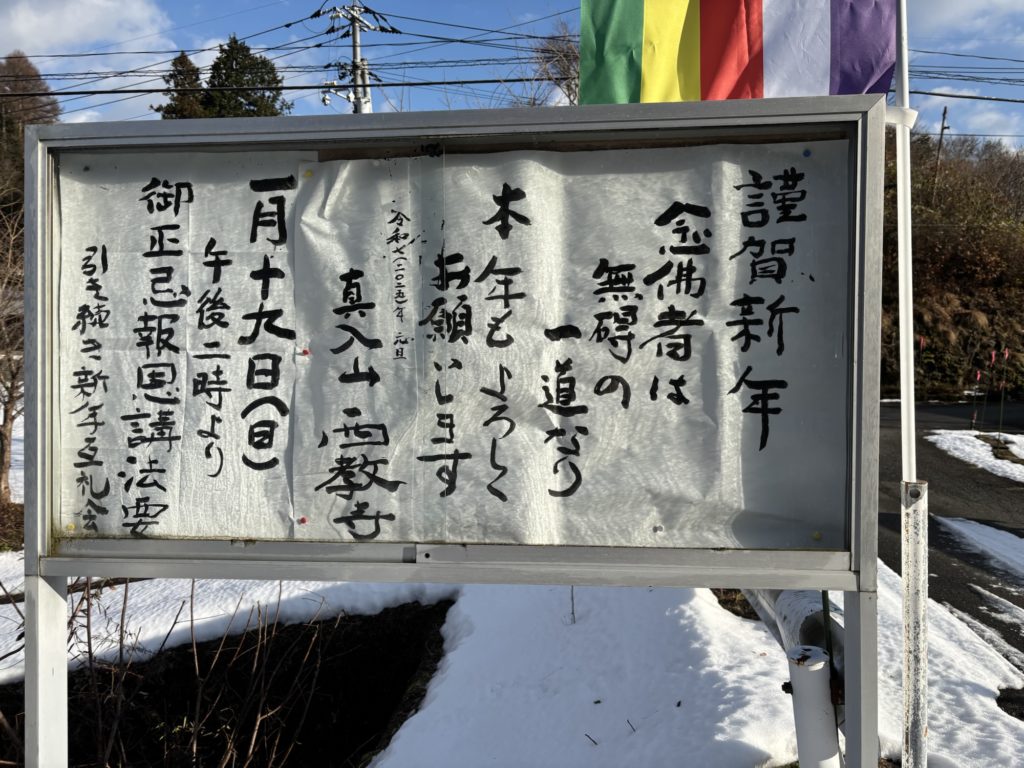 謹賀新年
念佛者は
無碍の
一道なり
本年もよろしく
お願いします
令和七(二〇二五)年 元旦
真入山 西教寺
一月十九日(日)
午後二時より
御正忌報恩講法要
引き続き新年互礼会